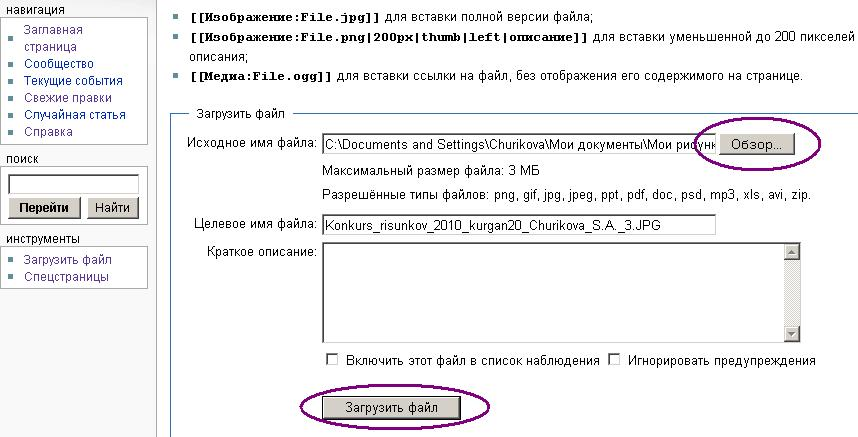 навигация
Заглавная
страница
Сообщество
Текущие события
Свежие правки
Случайная статья
Справка
поиск
Перейти Найти
инструменты
Загрузить файл
Спецстраницы
[[Изображение:File.jpg]] для вставки полной версии файла;
[[Изображение:File.png|200px|thumb|left|описание]] для вставки уменьшенной до 200 пикселей
описания;
[[Медиа:File.ogg]] для вставки ссылки на файл, без отображения его содержимого на странице.
Загрузить файл
Исходное имя файла: C:\Documents and Settings\Churikova\Мои документы\Мои рисунк Обзор...
Максимальный размер файла: 3 МБ
Разрешённые типы файлов: png, gif, jpg, jpeg, ppt, pdf, doc, psd, mp3, xls, avi, zip.
Целевое имя файла: Konkurs_risunkov_2010_kurgan20_Churikova_S.A._3.JPG
Краткое описание:
Включить этот файл в список наблюдения Игнорировать предупреждения
Загрузить файл